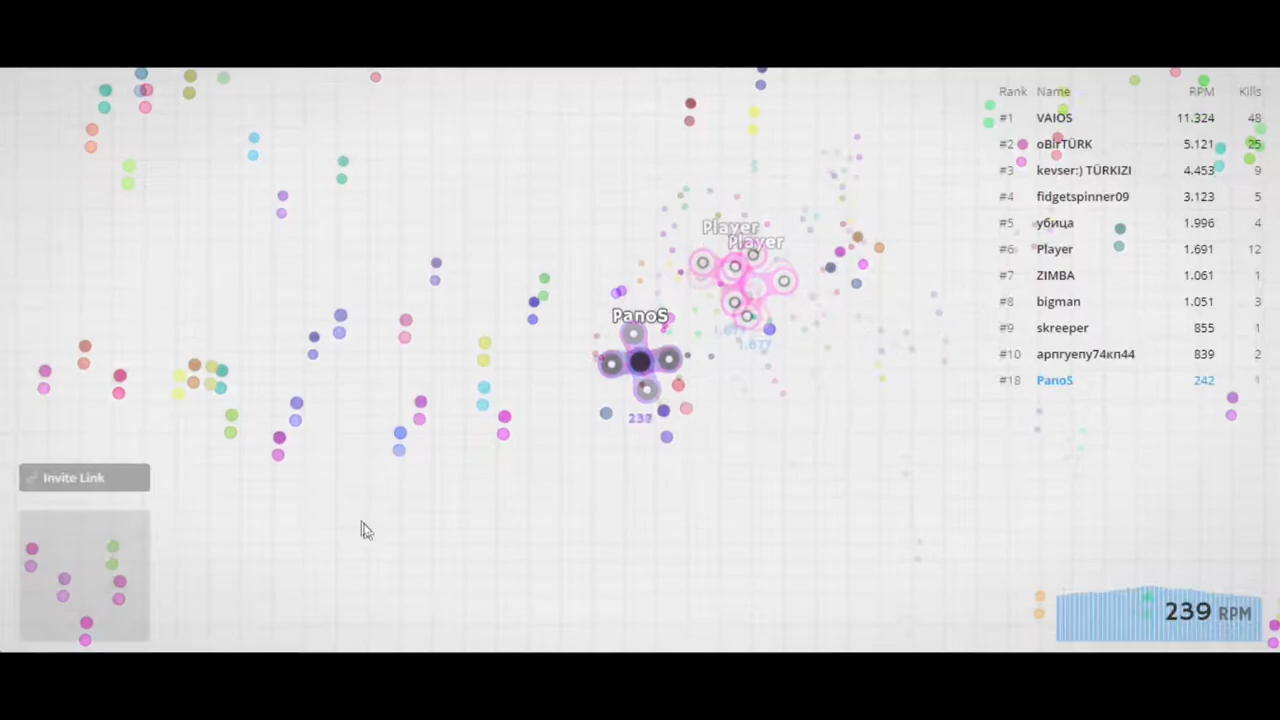 Rank Name RPM Kills
#1 VAIOS 11.324 48
#2 oBirTÜRK 5.121 25
#3 kevser:) TÜRKIZI 4.453 9
#4 fidgetspinner09 3.123 5
#5 убица 1.996 4
#6 Player 1.691 12
#7 ZIMBA 1.061 1
#8 bigman 1.051 3
#9 skreeper 855 1
#10 арпгуепу74кп44 839 2
#18 PanoS 242 1
Player
Player
PanoS
1.677
Invite Link
239 RPM